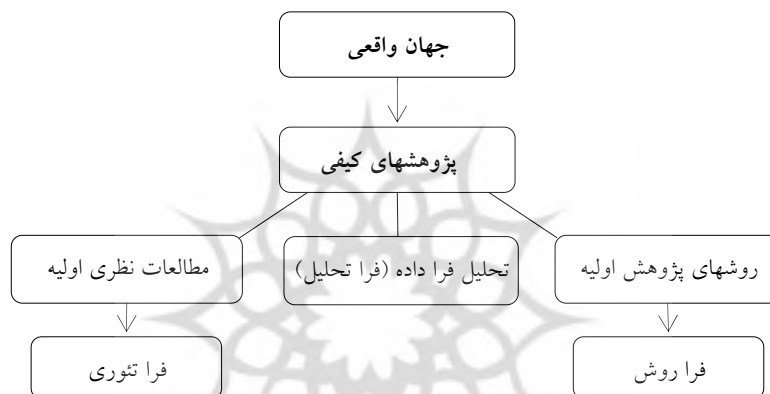 جهان واقعی
پژوهشهای کیفی
روشهای پژوهش اولیه
تحلیل فرا داده (فرا تحلیل)
مطالعات نظری اولیه
فرا روش
فرا تئوری